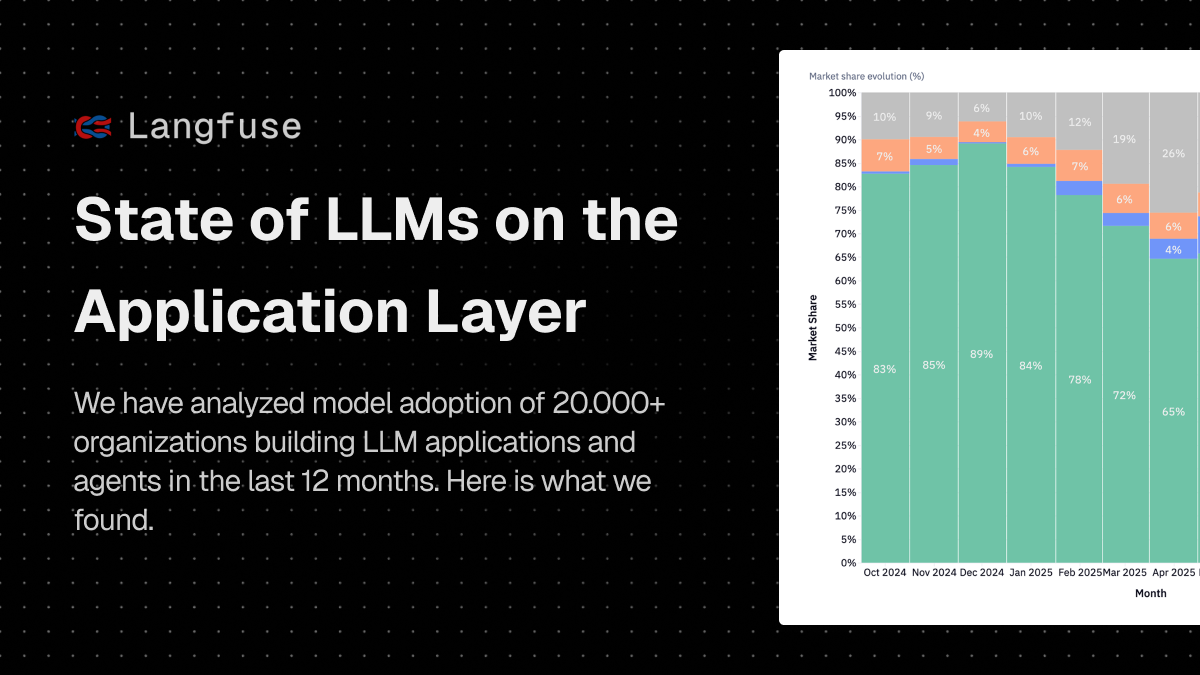 Langfuse
State of LLMs on the
Application Layer
We have analyzed model adoption of 20.000+
organizations building LLM applications and
agents in the last 12 months. Here is what we
found.
Market share evolution (%)
Market Share
100%
95%
90%
85%
80%
75%
70%
65%
60%
55%
50%
45%
40%
35%
30%
25%
20%
15%
10%
5%
0%
10% 9% 6% 10% 12% 19% 26%
7% 5% 4% 6% 7% 6% 6%
4%
83% 85% 89% 84% 78% 72% 65%
Oct 2024 Nov 2024 Dec 2024 Jan 2025 Feb 2025 Mar 2025 Apr 2025
Month